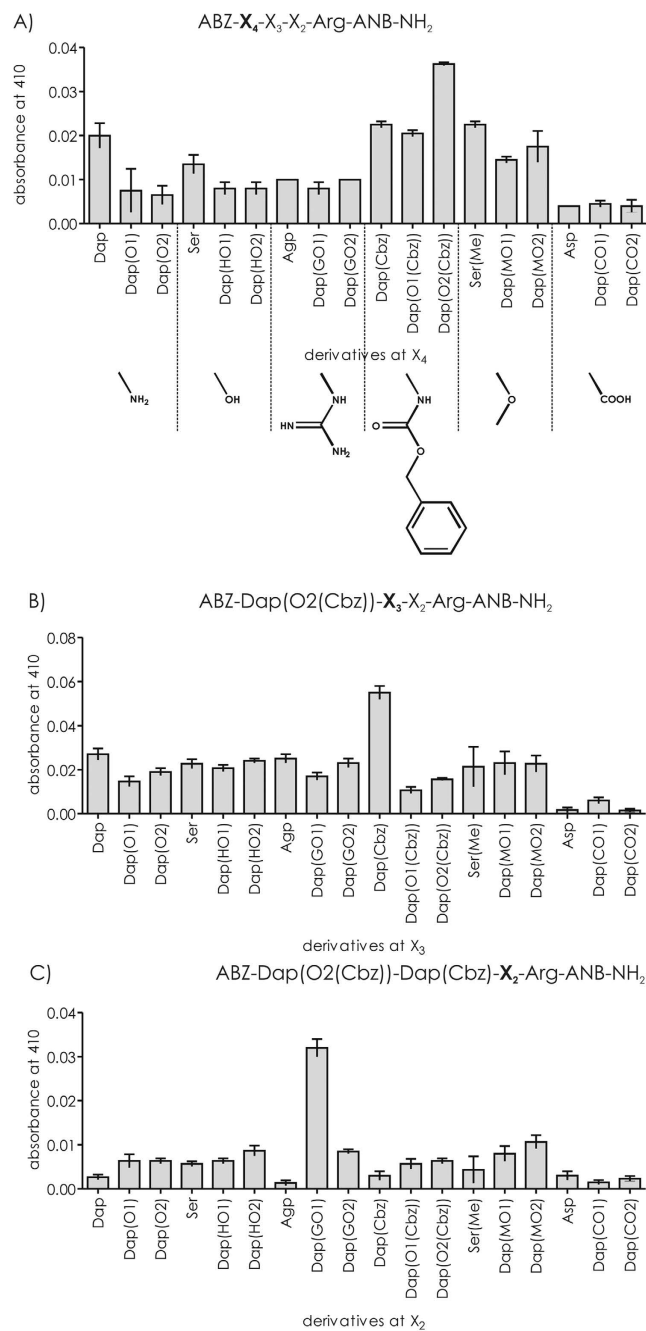 A) ABZ-X4-X3-X2-Arg-ANB-NH2
absorbance at 410
0.04
0.03
0.02
0.01
0.00
Dap
Dap(O1)
Dap(O2)
Ser
Dap(HO1)
Dap(HO2)
Agp
Dap(GO1)
Dap(GO2)
Dap(Cbz)
Dap(O1(Cbz))
Dap(O2(Cbz))
Ser(Me)
Dap(MO1)
Dap(MO2)
Asp
Dap(CO1)
Dap(CO2)
derivatives at X4
NH2
OH
NH
HN
NH2
NH
O
O
O
COOH
B) ABZ-Dap(O2(Cbz))-X3-X2-Arg-ANB-NH2
absorbance at 410
0.08
0.06
0.04
0.02
0.00
Dap
Dap(O1)
Dap(O2)
Ser
Dap(HO1)
Dap(HO2)
Agp
Dap(GO1)
Dap(GO2)
Dap(Cbz)
Dap(O1(Cbz))
Dap(O2(Cbz))
Ser(Me)
Dap(MO1)
Dap(MO2)
Asp
Dap(CO1)
Dap(CO2)
derivatives at X3
C) ABZ-Dap(O2(Cbz))-Dap(Cbz)-X2-Arg-ANB-NH2
absorbance at 410
0.04
0.03
0.02
0.01
0.00
Dap
Dap(O1)
Dap(O2)
Ser
Dap(HO1)
Dap(HO2)
Agp
Dap(GO1)
Dap(GO2)
Dap(Cbz)
Dap(O1(Cbz))
Dap(O2(Cbz))
Ser(Me)
Dap(MO1)
Dap(MO2)
Asp
Dap(CO1)
Dap(CO2)
derivatives at X2